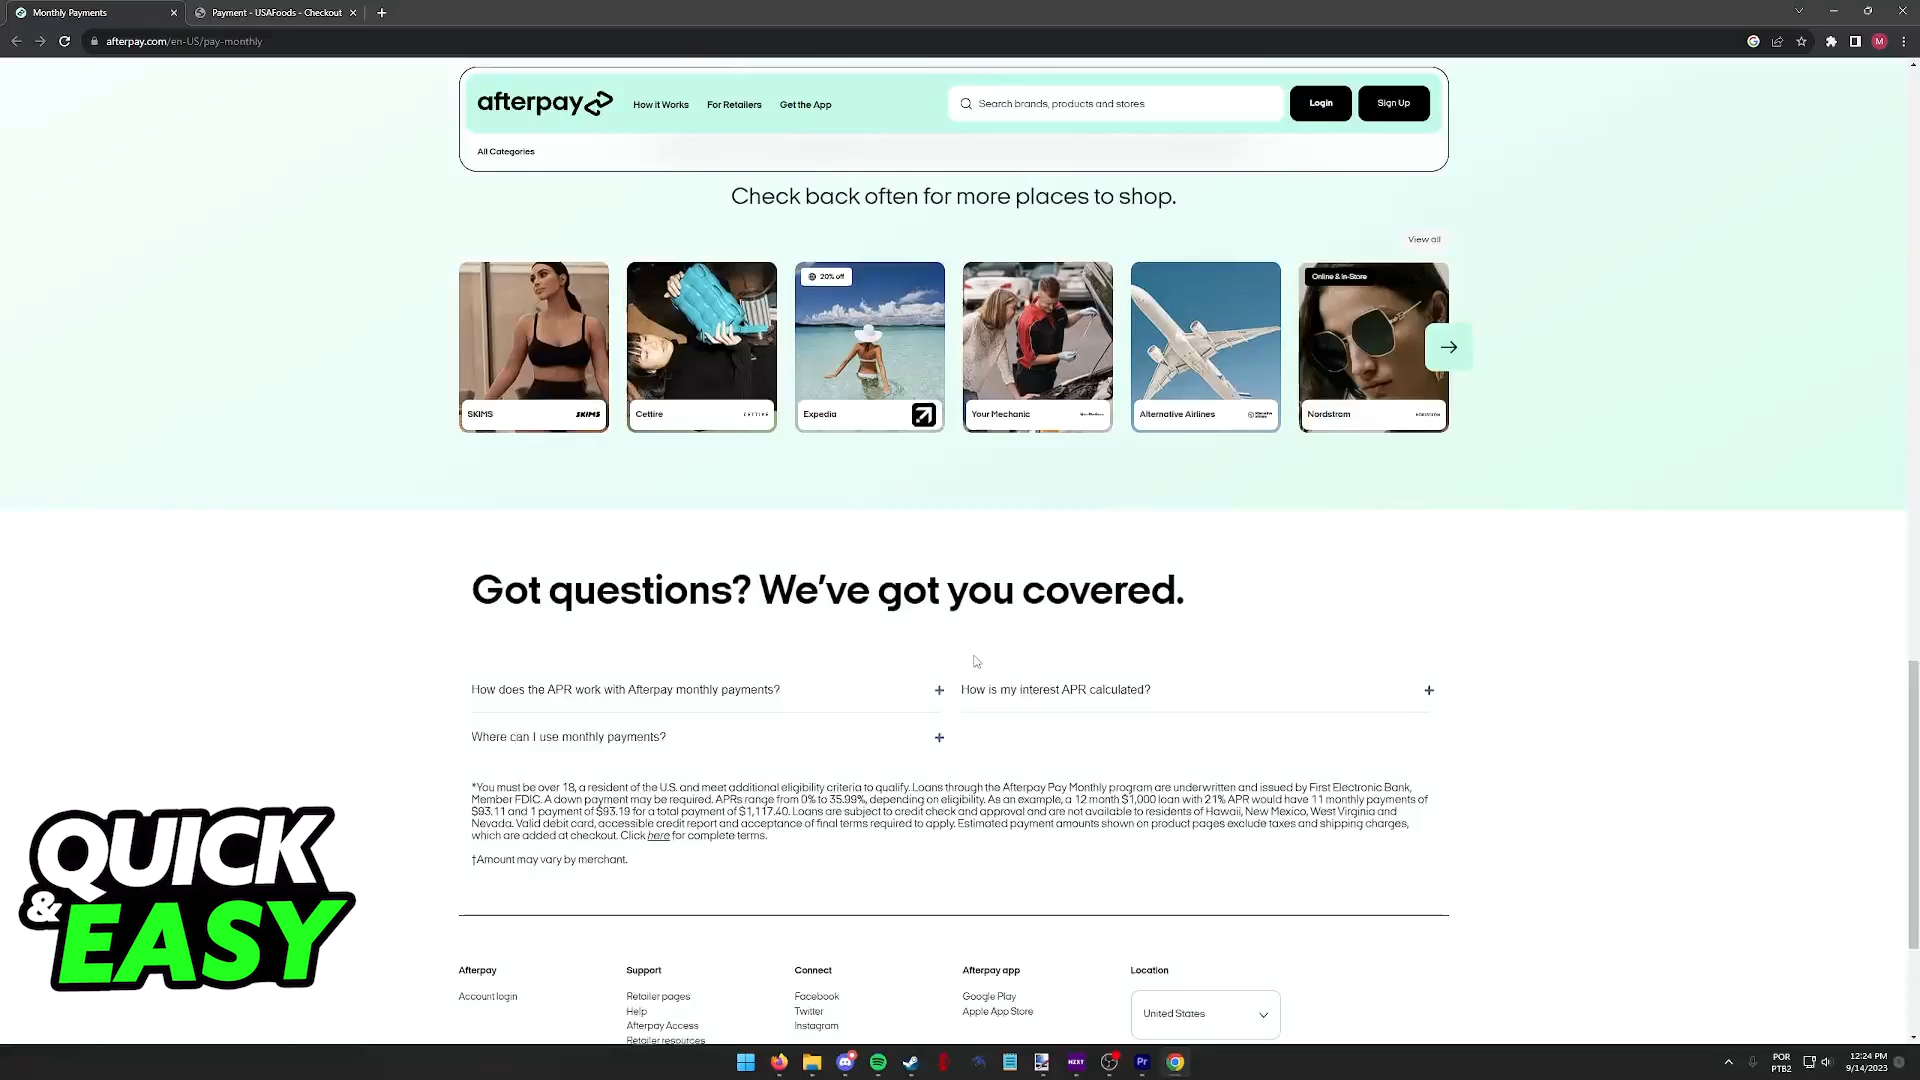 Monthly Payments
Payment - USAFoods - Checkout
afterpay.com/en-US/pay-monthly
M
afterpay
How it Works
For Retailers
Get the App
Search brands, products and stores
Login
Sign Up
All Categories
Check back often for more places to shop.
View all
20% off
Online & In-Store
SKIMS
SKIMS
Cettire
CETTIRE
Expedia
Your Mechanic
Alternative Airlines
Nordstrom
NORDSTROM
Got questions? We've got you covered.
How does the APR work with Afterpay monthly payments?
How is my interest APR calculated?
Where can I use monthly payments?
*You must be over 18, a resident of the U.S. and meet additional eligibility criteria to qualify. Loans through the Afterpay Pay Monthly program are underwritten and issued by First Electronic Bank,
Member FDIC. A down payment may be required. APRs range from 0% to 35.99%, depending on eligibility. As an example, a 12 month $1,000 loan with 21% APR would have 11 monthly payments of
$93.11 and 1 payment of $93.19 for a total payment of $1,117.40. Loans are subject to credit check and approval and are not available to residents of Hawaii, New Mexico, West Virginia and
Nevada. Valid debit card, accessible credit report and acceptance of final terms required to apply. Estimated payment amounts shown on product pages exclude taxes and shipping charges,
which are added at checkout. Click here for complete terms.
†Amount may vary by merchant.
QUICK
& EASY
Afterpay
Support
Connect
Afterpay app
Location
Account login
Retailer pages
Help
Afterpay Access
Retailer resources
Facebook
Twitter
Instagram
Google Play
Apple App Store
United States
NZXT
Pr
POR
PTB2
12:24 PM
9/14/2023